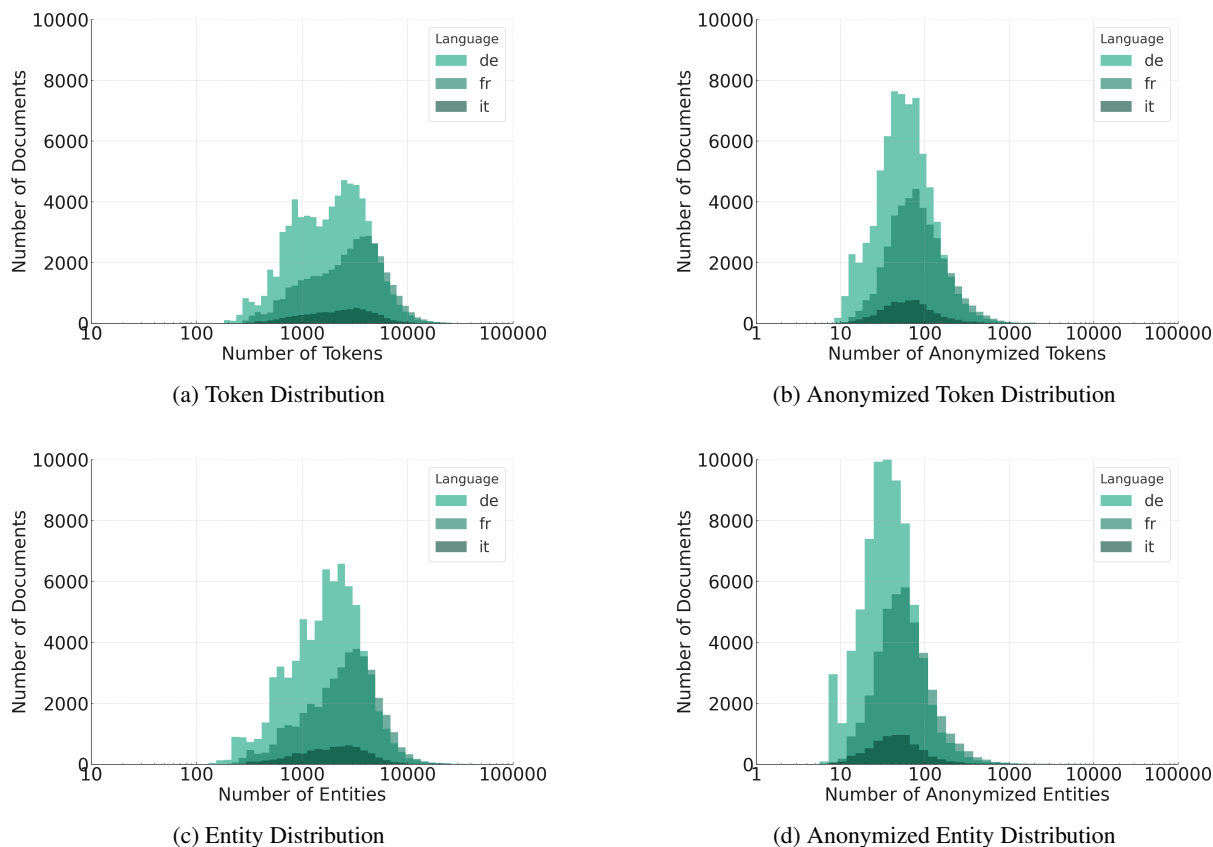 10000
8000
6000
4000
2000
0
Number of Documents
Language
de
fr
it
10 100 1000 10000 100000
Number of Tokens
(a) Token Distribution
10000
8000
6000
4000
2000
0
Number of Documents
Language
de
fr
it
1 10 100 1000 10000 100000
Number of Anonymized Tokens
(b) Anonymized Token Distribution
10000
8000
6000
4000
2000
0
Number of Documents
Language
de
fr
it
10 100 1000 10000 100000
Number of Entities
(c) Entity Distribution
10000
8000
6000
4000
2000
0
Number of Documents
Language
de
fr
it
1 10 100 1000 10000 100000
Number of Anonymized Entities
(d) Anonymized Entity Distribution